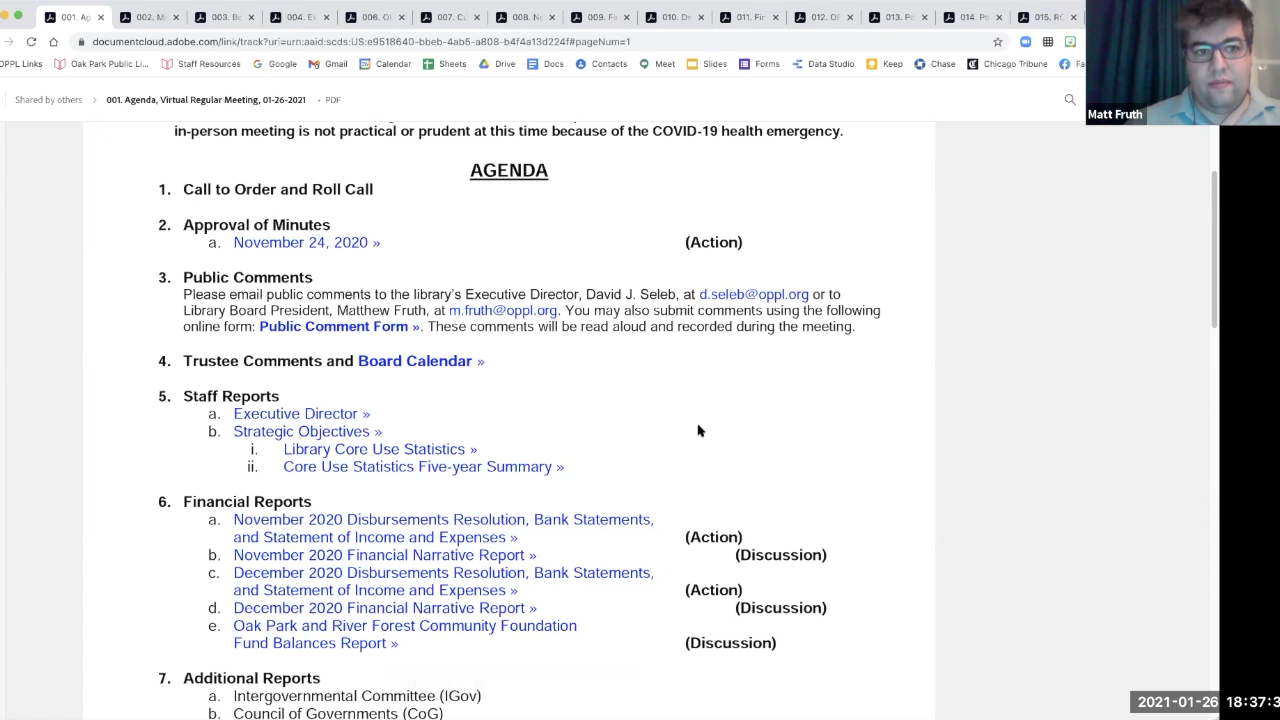 001. Ag
002. Mi
003. Be
004. Ex
006. Ol
007. Ca
008. No
009. Fi
010. De
011. Fin
012. OF
013. Po
014. Po
015. RO
documentcloud.adobe.com/link/track?uri=urn:aaid:scds:US:e9518640-bbeb-4ab5-a808-b4f4a13d224f#pageNum=1
OPPL Links
Oak Park Public Li...
Staff Resources
Google
Gmail
Calendar
Sheets
Drive
Docs
Contacts
Meet
Slides
Forms
Data Studio
Keep
Chase
Chicago Tribune
Fa
Shared by others
001. Agenda, Virtual Regular Meeting, 01-26-2021 • PDF
Matt Fruth
in-person meeting is not practical or prudent at this time because of the COVID-19 health emergency.
AGENDA
1. Call to Order and Roll Call
2. Approval of Minutes
a. November 24, 2020 » (Action)
3. Public Comments
Please email public comments to the library's Executive Director, David J. Seleb, at d.seleb@oppl.org or to
Library Board President, Matthew Fruth, at m.fruth@oppl.org. You may also submit comments using the following
online form: Public Comment Form ». These comments will be read aloud and recorded during the meeting.
4. Trustee Comments and Board Calendar »
5. Staff Reports
a. Executive Director »
b. Strategic Objectives »
i. Library Core Use Statistics »
ii. Core Use Statistics Five-year Summary »
6. Financial Reports
a. November 2020 Disbursements Resolution, Bank Statements,
and Statement of Income and Expenses » (Action)
b. November 2020 Financial Narrative Report » (Discussion)
c. December 2020 Disbursements Resolution, Bank Statements,
and Statement of Income and Expenses » (Action)
d. December 2020 Financial Narrative Report » (Discussion)
e. Oak Park and River Forest Community Foundation
Fund Balances Report » (Discussion)
7. Additional Reports
a. Intergovernmental Committee (IGov)
b. Council of Governments (CoG)
2021-01-26 18:37:3